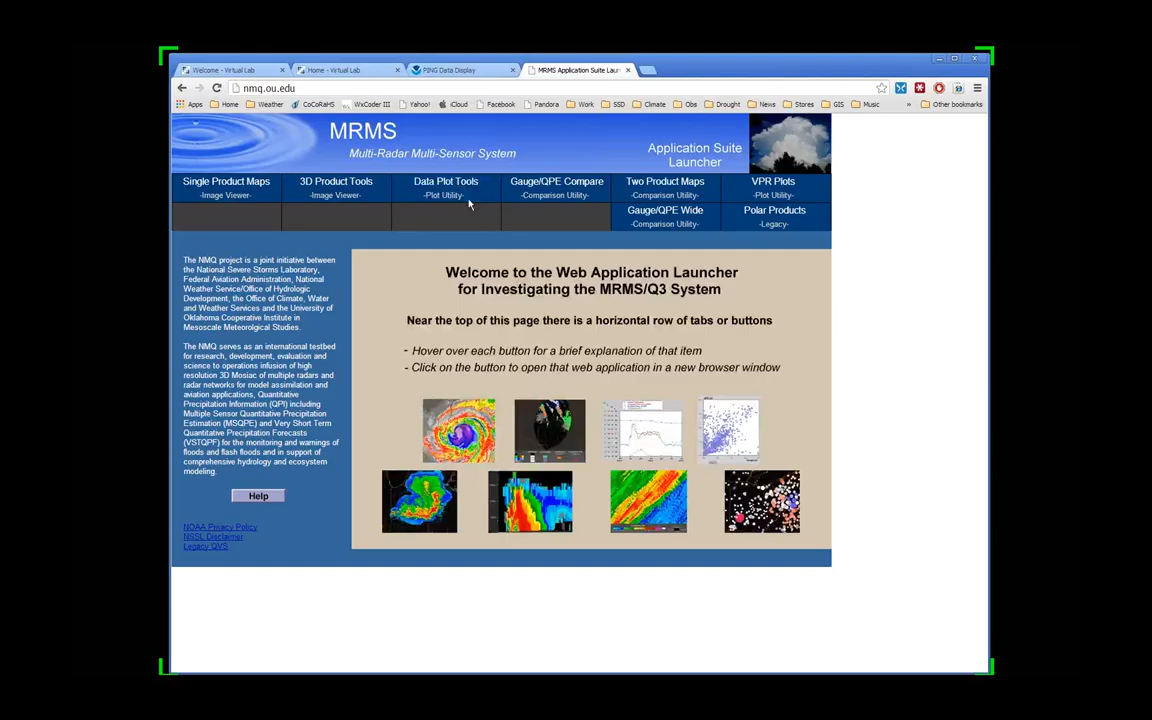 Welcome - Virtual Lab
Home - Virtual Lab
PING Data Display
MRMS Application Suite Laun
nmq.ou.edu
Apps Home Weather CoCoRaHS WxCoder III Yahoo! iCloud Facebook Pandora Work SSD Climate Obs Drought News Stores GIS Music » Other bookmarks
MRMS
Multi-Radar Multi-Sensor System
Application Suite
Launcher
Single Product Maps 3D Product Tools Data Plot Tools Gauge/QPE Compare Two Product Maps VPR Plots
-Image Viewer- -Image Viewer- -Plot Utility- -Comparison Utility- -Comparison Utility- -Plot Utility-
Gauge/QPE Wide Polar Products
-Comparison Utility- -Legacy-
The NMQ project is a joint initiative between
the National Severe Storms Laboratory,
Federal Aviation Administration, National
Weather Service/Office of Hydrologic
Development, the Office of Climate, Water
and Weather Services and the University of
Oklahoma Cooperative Institute in
Mesoscale Meteorolgical Studies.
The NMQ serves as an international testbed
for research, development, evaluation and
science to operations infusion of high
resolution 3D Mosiac of multiple radars and
radar networks for model assimilation and
aviation applications, Quantitative
Precipitation Information (QPI) including
Multiple Sensor Quantitative Precipitation
Estimation (MSQPE) and Very Short Term
Quantitative Precipitation Forecasts
(VSTQPF) for the monitoring and warnings of
floods and flash floods and in support of
comprehensive hydrology and ecosystem
modeling.
Help
NOAA Privacy Policy
NSSL Disclaimer
Legacy QVS
Welcome to the Web Application Launcher
for Investigating the MRMS/Q3 System
Near the top of this page there is a horizontal row of tabs or buttons
- Hover over each button for a brief explanation of that item
- Click on the button to open that web application in a new browser window